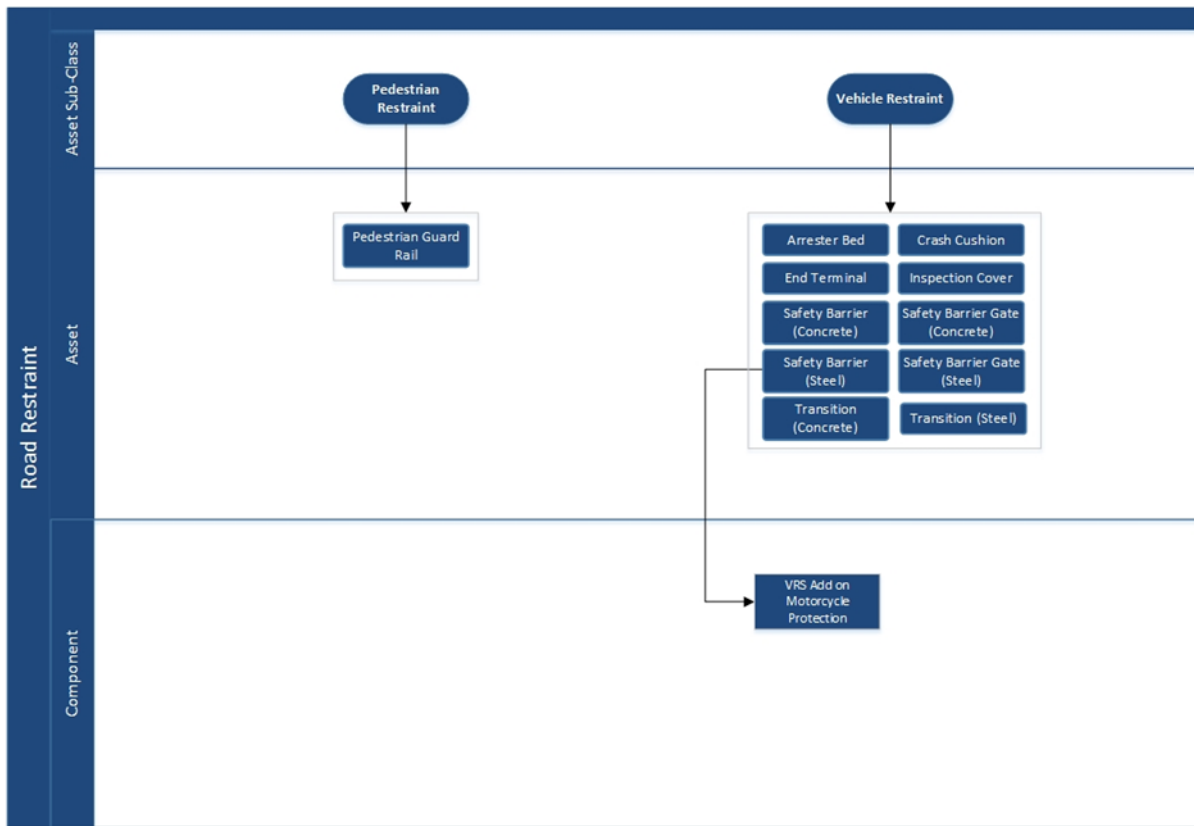 Road Restraint
Asset Sub-Class
Pedestrian
Restraint
Vehicle Restraint
Asset
Pedestrian Guard
Rail
Arrester Bed
Crash Cushion
End Terminal
Inspection Cover
Safety Barrier
(Concrete)
Safety Barrier Gate
(Concrete)
Safety Barrier
(Steel)
Safety Barrier Gate
(Steel)
Transition
(Concrete)
Transition (Steel)
Component
VRS Add on
Motorcycle
Protection